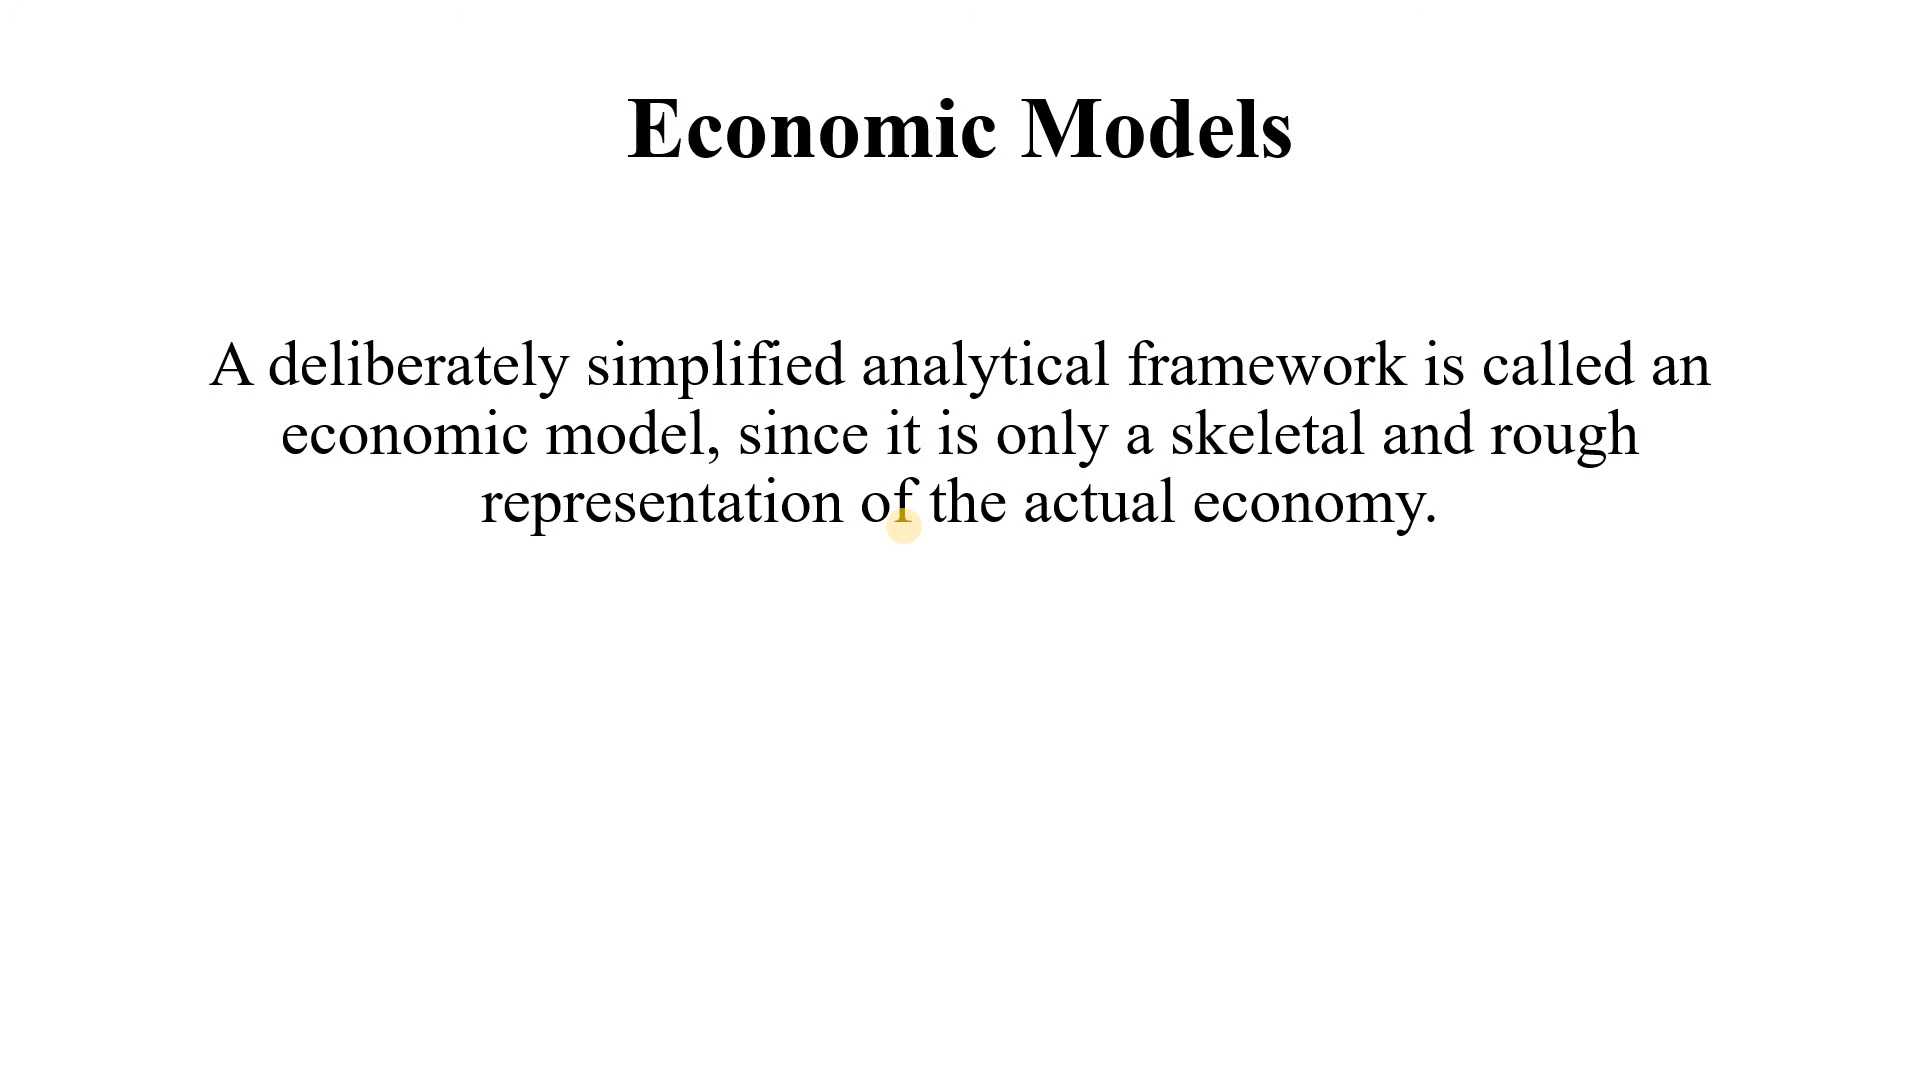 Economic Models
A deliberately simplified analytical framework is called an
economic model, since it is only a skeletal and rough
representation of the actual economy.